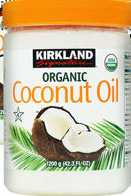 KIRKLAND
Signature
ORGANIC
Coconut Oil
1200 g (42.3 FL OZ)